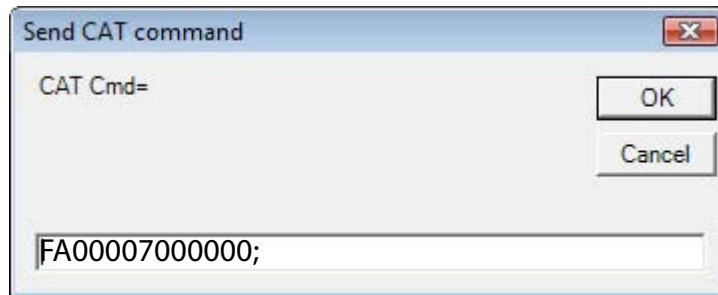 Send CAT command
CAT Cmd=
OK
Cancel
FA00007000000;